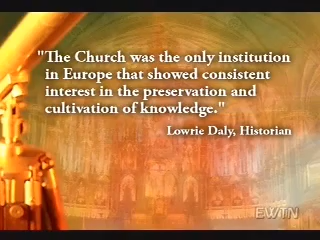 "The Church was the only institution
in Europe that showed consistent
interest in the preservation and
cultivation of knowledge."
Lowrie Daly, Historian
EWTN